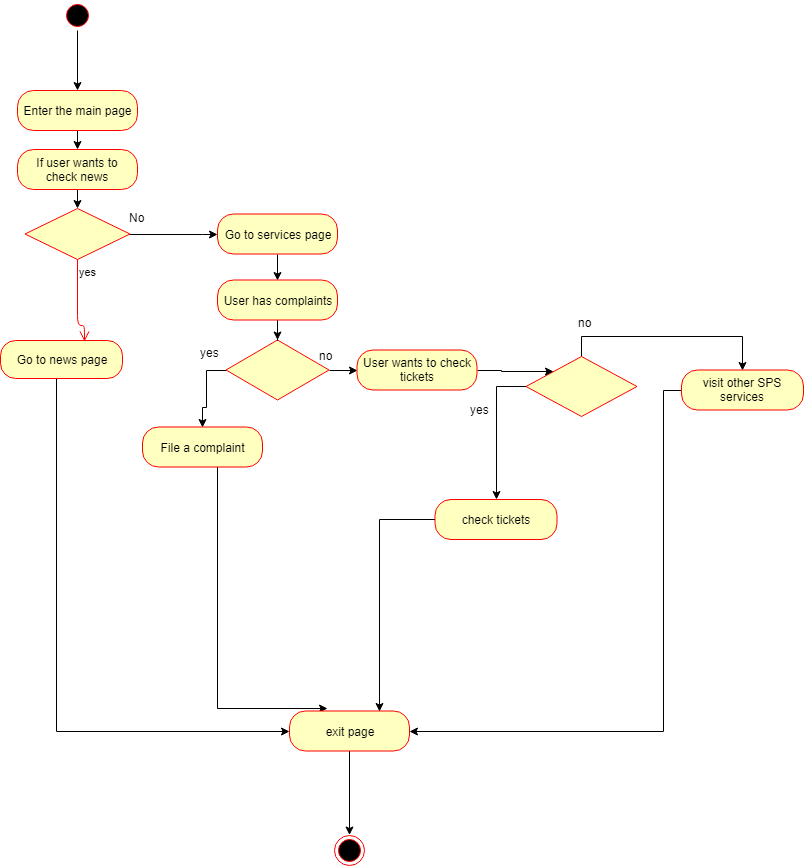 Enter the main page
If user wants to
check news
No
Go to services page
yes
User has complaints
no
yes
no
Go to news page
User wants to check
tickets
visit other SPS
services
yes
File a complaint
check tickets
exit page